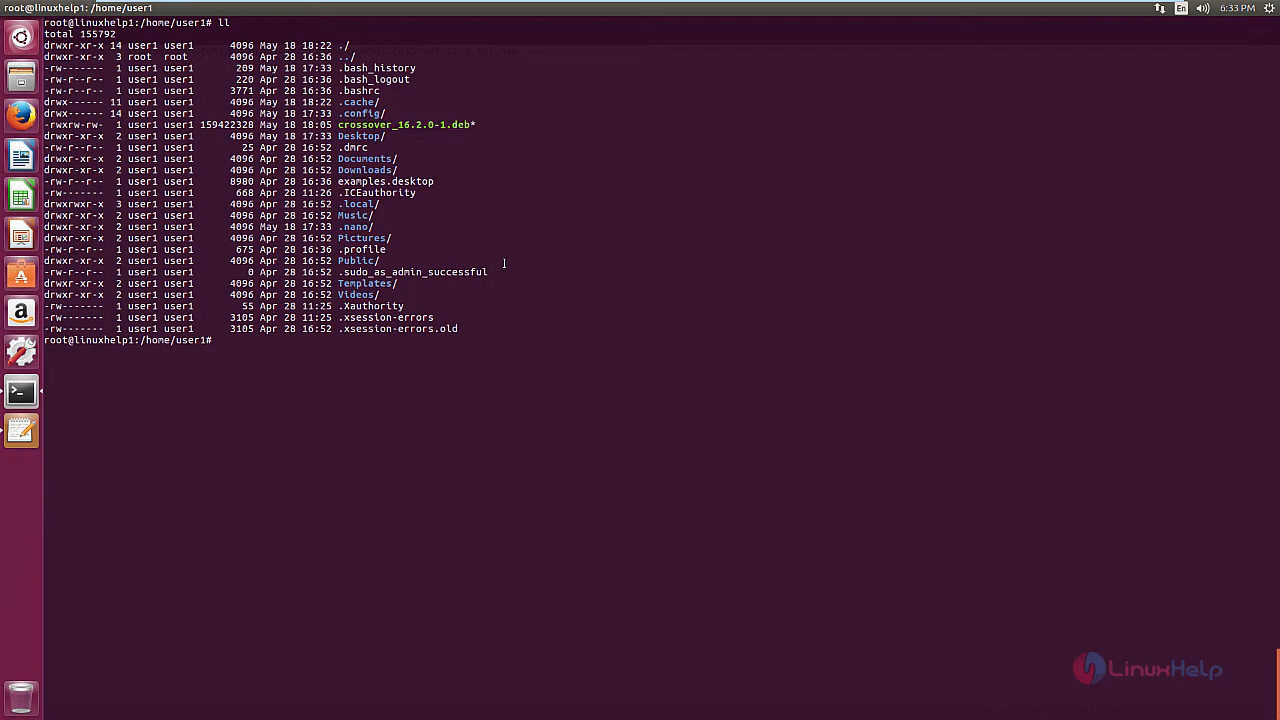 root@linuxhelp1: /home/user1
En
6:33 PM
root@linuxhelp1:/home/user1# ll
total 155792
drwxr-xr-x 14 user1 user1      4096 May 18 18:22 ./
drwxr-xr-x  3 root  root       4096 Apr 28 16:36 ../
-rw-------  1 user1 user1       209 May 18 17:33 .bash_history
-rw-r--r--  1 user1 user1       220 Apr 28 16:36 .bash_logout
-rw-r--r--  1 user1 user1      3771 Apr 28 16:36 .bashrc
drwx------ 11 user1 user1      4096 May 18 18:22 .cache/
drwx------ 14 user1 user1      4096 May 18 17:33 .config/
-rwxrw-rw-  1 user1 user1 159422328 May 18 18:05 crossover_16.2.0-1.deb*
drwxr-xr-x  2 user1 user1      4096 May 18 17:33 Desktop/
-rw-r--r--  1 user1 user1        25 Apr 28 16:52 .dmrc
drwxr-xr-x  2 user1 user1      4096 Apr 28 16:52 Documents/
drwxr-xr-x  2 user1 user1      4096 Apr 28 16:52 Downloads/
-rw-r--r--  1 user1 user1      8980 Apr 28 16:36 examples.desktop
-rw-------  1 user1 user1       668 Apr 28 11:26 .ICEauthority
drwxrwxr-x  3 user1 user1      4096 Apr 28 16:52 .local/
drwxr-xr-x  2 user1 user1      4096 Apr 28 16:52 Music/
drwxr-xr-x  2 user1 user1      4096 May 18 17:33 .nano/
drwxr-xr-x  2 user1 user1      4096 Apr 28 16:52 Pictures/
-rw-r--r--  1 user1 user1       675 Apr 28 16:36 .profile
drwxr-xr-x  2 user1 user1      4096 Apr 28 16:52 Public/
-rw-r--r--  1 user1 user1         0 Apr 28 16:52 .sudo_as_admin_successful
drwxr-xr-x  2 user1 user1      4096 Apr 28 16:52 Templates/
drwxr-xr-x  2 user1 user1      4096 Apr 28 16:52 Videos/
-rw-------  1 user1 user1        55 Apr 28 11:25 .Xauthority
-rw-------  1 user1 user1      3105 Apr 28 11:25 .xsession-errors
-rw-------  1 user1 user1      3105 Apr 28 16:52 .xsession-errors.old
root@linuxhelp1:/home/user1#
LinuxHelp